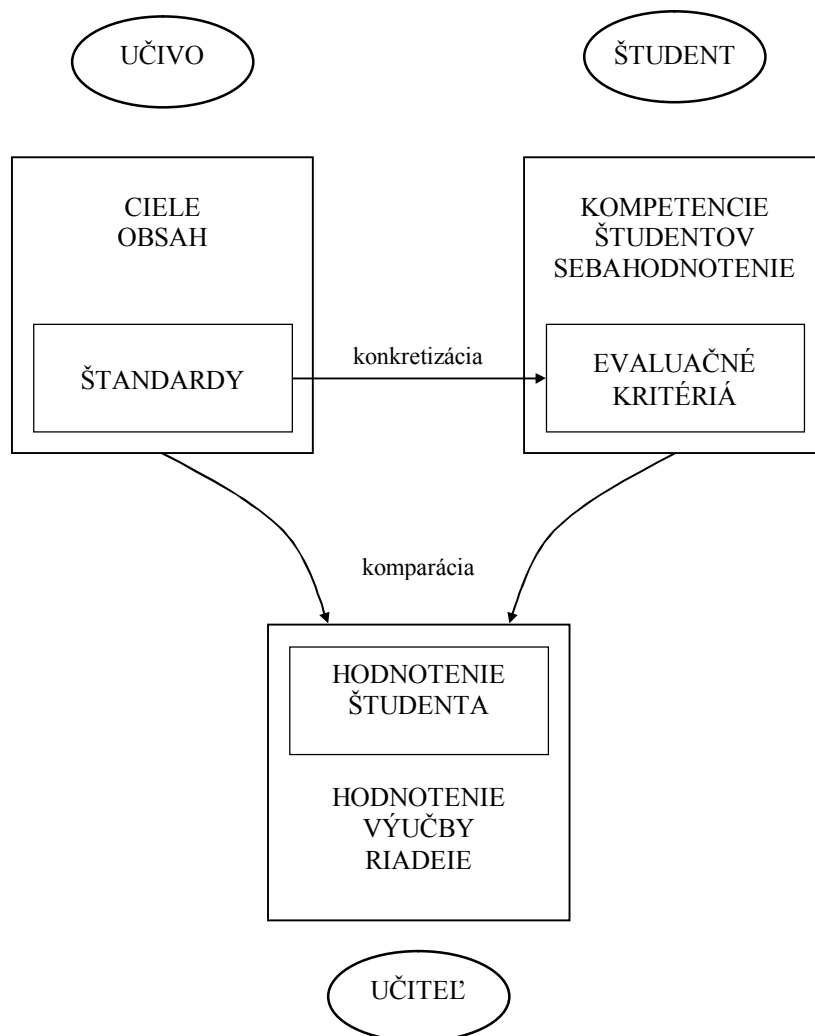 UČIVO
ŠTUDENT
CIELE
OBSAH
KOMPETENCIE
ŠTUDENTOV
SEBAHODNOTENIE
ŠTANDARDY
konkretizácia
EVALUAČNÉ
KRITÉRIÁ
komparácia
HODNOTENIE
ŠTUDENTA
HODNOTENIE
VÝUČBY
RIADEIE
UČITEĽ